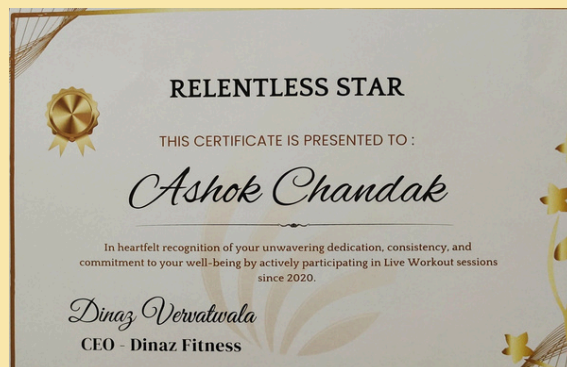 RELENTLESS STAR
THIS CERTIFICATE IS PRESENTED TO :
Ashok Chandak
In heartfelt recognition of your unwavering dedication, consistency, and
commitment to your well-being by actively participating in Live Workout sessions
since 2020.
Dinaz Vervatwala
CEO - Dinaz Fitness